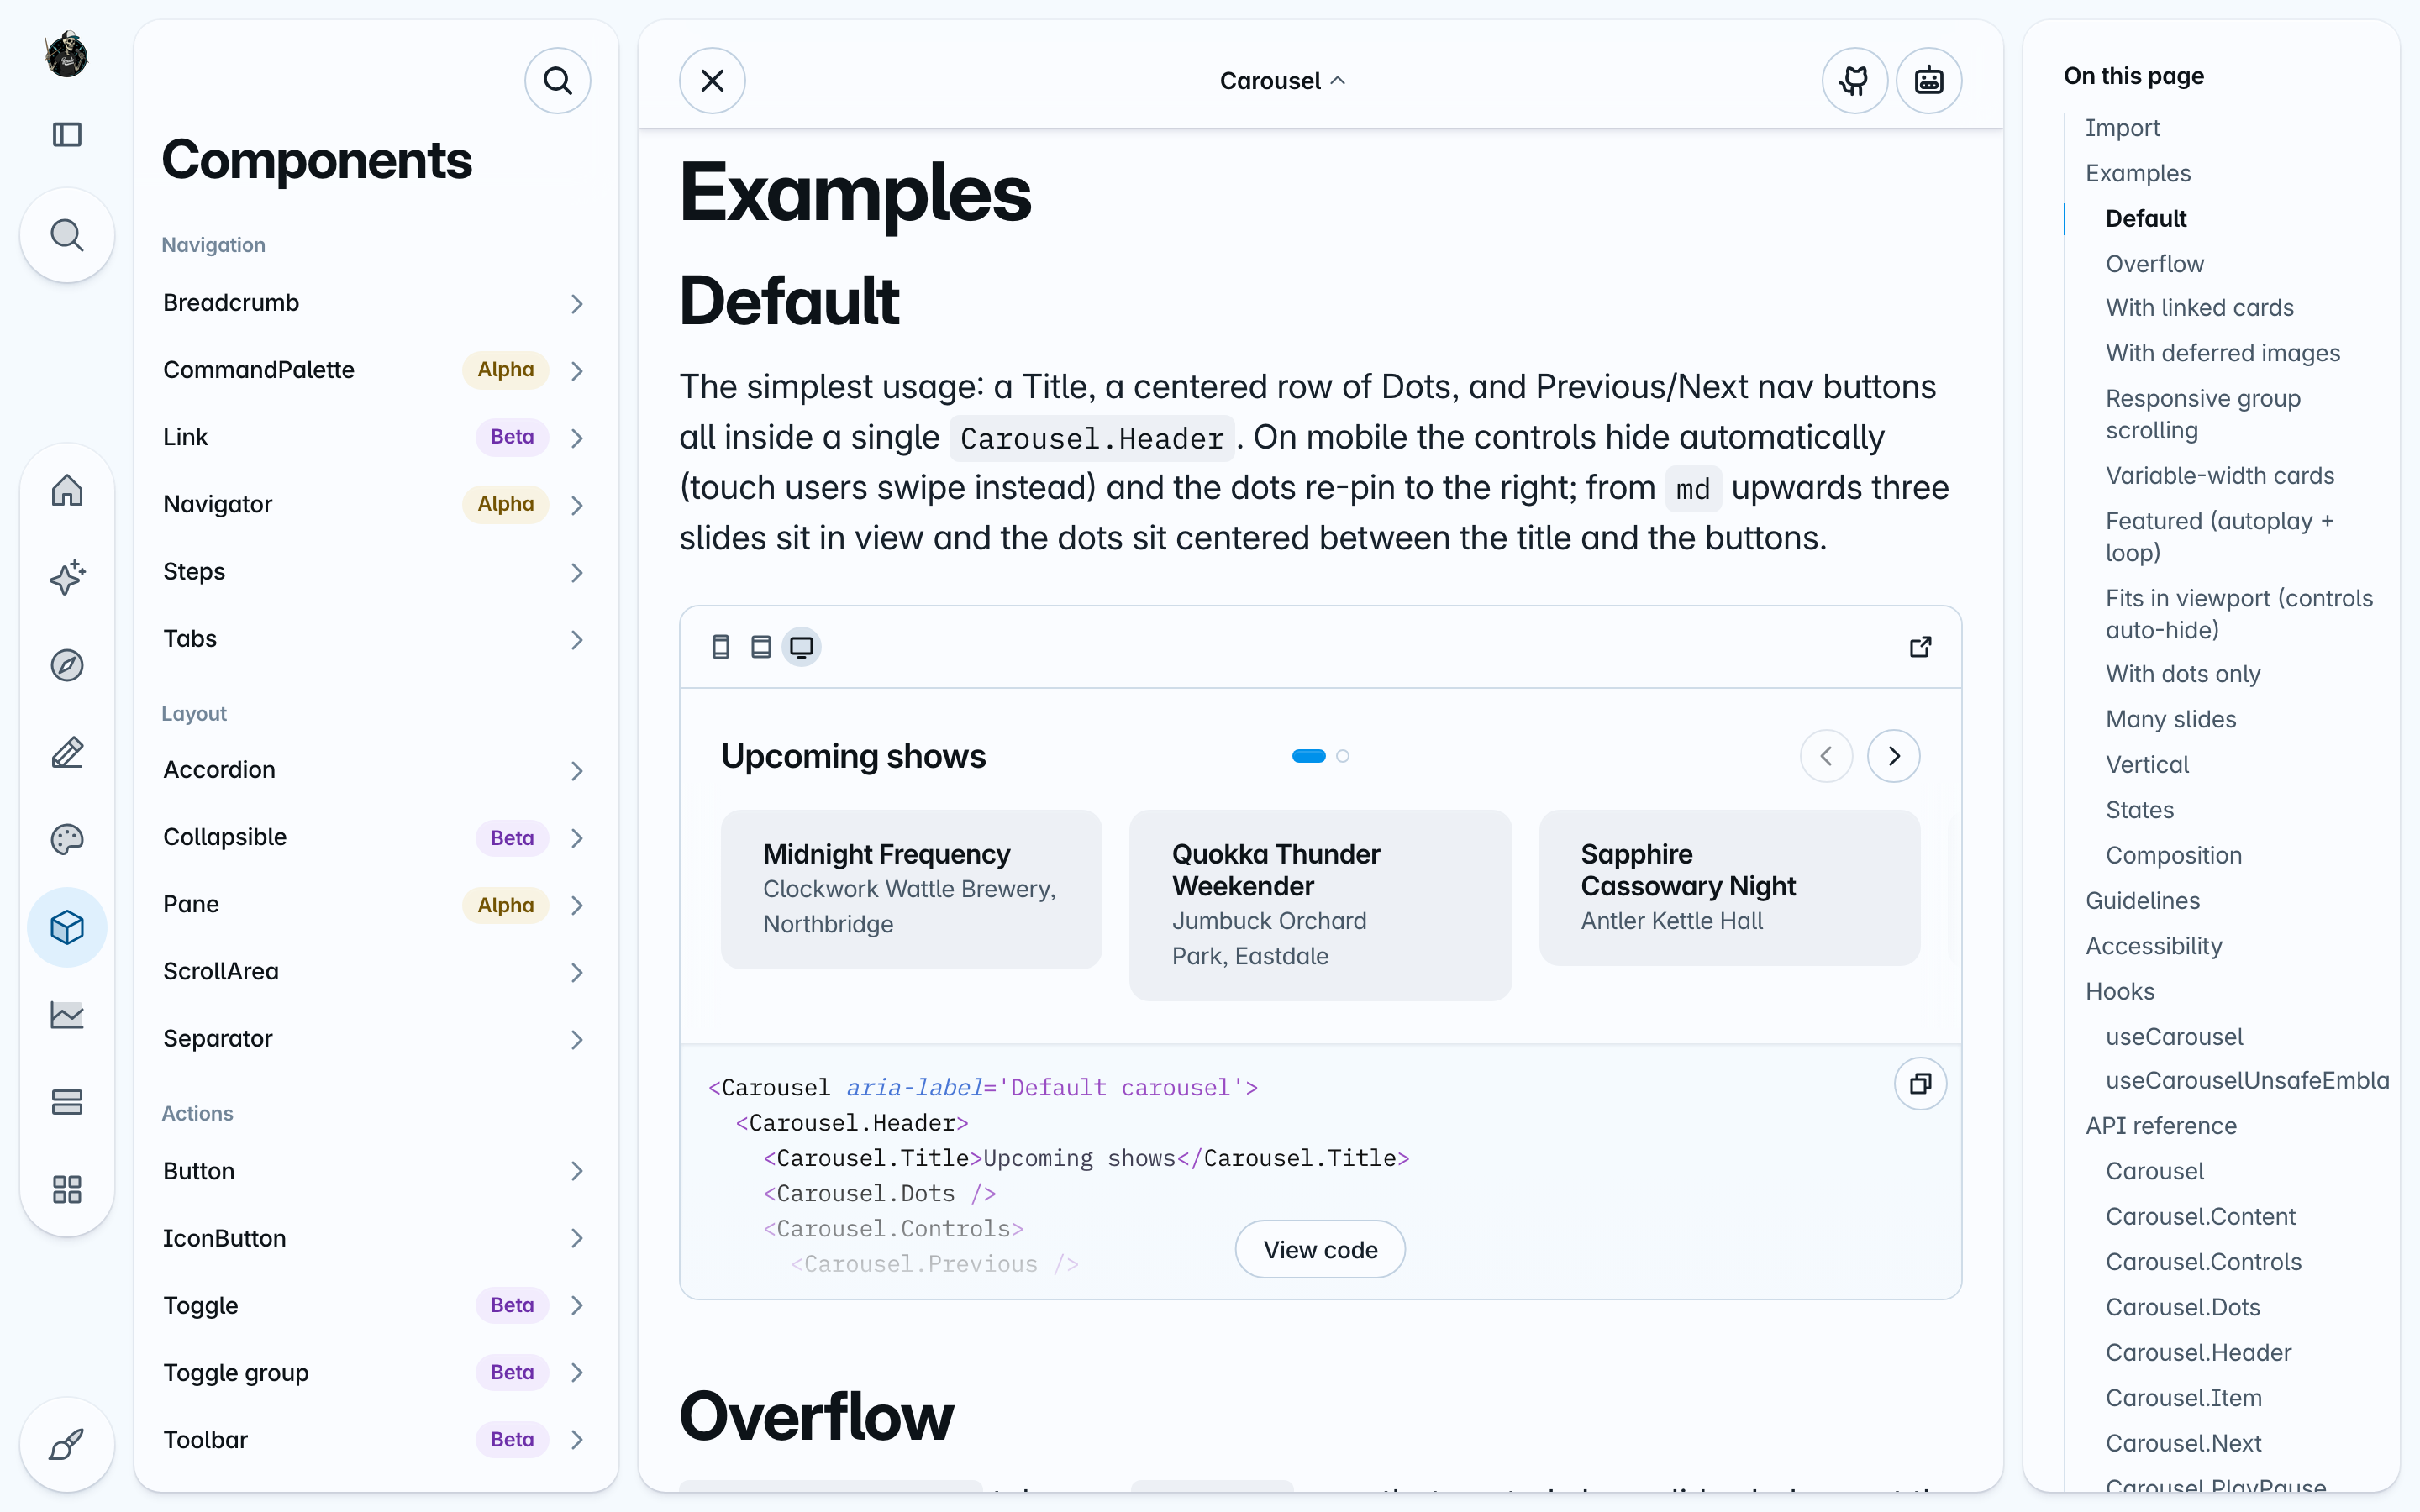 Components
Navigation
Breadcrumb
CommandPalette Alpha
Link Beta
Navigator Alpha
Steps
Tabs
Layout
Accordion
Collapsible Beta
Pane Alpha
ScrollArea
Separator
Actions
Button
IconButton
Toggle Beta
Toggle group Beta
Toolbar Beta
Carousel
Examples
Default
The simplest usage: a Title, a centered row of Dots, and Previous/Next nav buttons
all inside a single Carousel.Header. On mobile the controls hide automatically
(touch users swipe instead) and the dots re-pin to the right; from md upwards three
slides sit in view and the dots sit centered between the title and the buttons.
Upcoming shows
Midnight Frequency
Clockwork Wattle Brewery,
Northbridge
Quokka Thunder
Weekender
Jumbuck Orchard
Park, Eastdale
Sapphire
Cassowary Night
Antler Kettle Hall
<Carousel aria-label='Default carousel'>
<Carousel.Header>
<Carousel.Title>Upcoming shows</Carousel.Title>
<Carousel.Dots />
<Carousel.Controls>
<Carousel.Previous />
View code
Overflow
On this page
Import
Examples
Default
Overflow
With linked cards
With deferred images
Responsive group
scrolling
Variable-width cards
Featured (autoplay +
loop)
Fits in viewport (controls
auto-hide)
With dots only
Many slides
Vertical
States
Composition
Guidelines
Accessibility
Hooks
useCarousel
useCarouselUnsafeEmbla
API reference
Carousel
Carousel.Content
Carousel.Controls
Carousel.Dots
Carousel.Header
Carousel.Item
Carousel.Next
Carousel.PlayPause